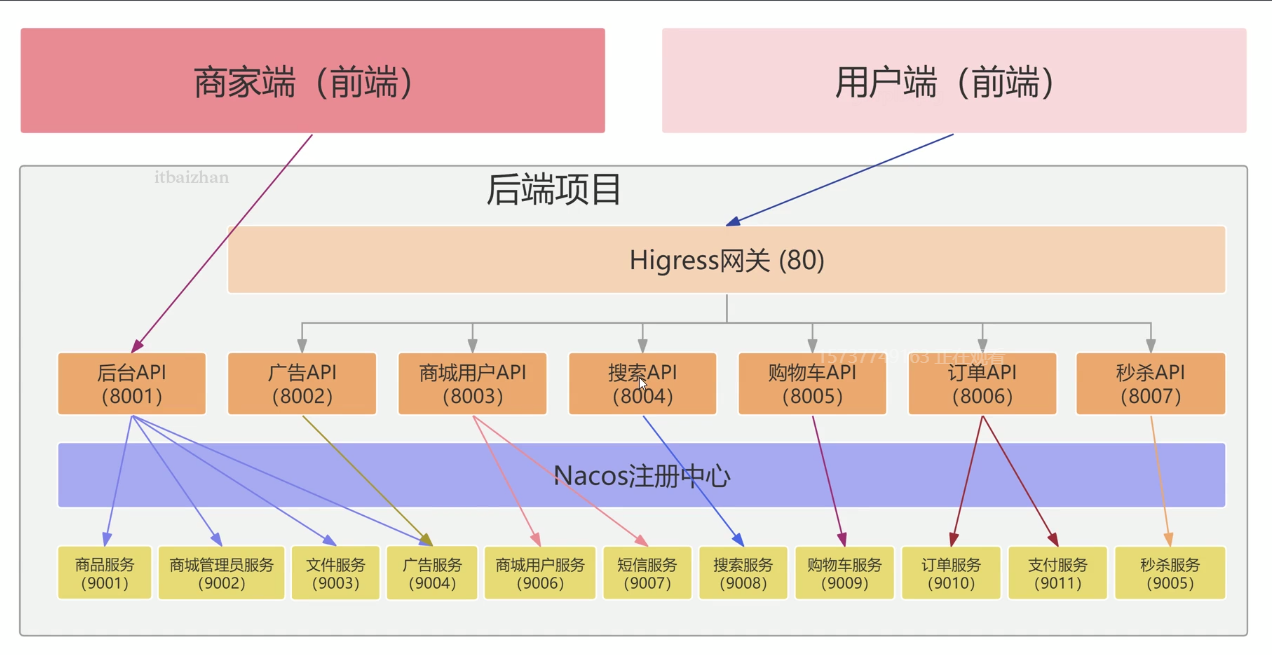 商家端（前端）
用户端（前端）
itbaizhan
后端项目
Higress网关 (80)
后台API
（8001）
广告API
（8002）
商城用户API
（8003）
搜索API
（8004）
购物车API
（8005）
订单API
（8006）
秒杀API
（8007）
正在观看
Nacos注册中心
商品服务
（9001）
商城管理员服务
（9002）
文件服务
（9003）
广告服务
（9004）
商城用户服务
（9006）
短信服务
（9007）
搜索服务
（9008）
购物车服务
（9009）
订单服务
（9010）
支付服务
（9011）
秒杀服务
（9005）